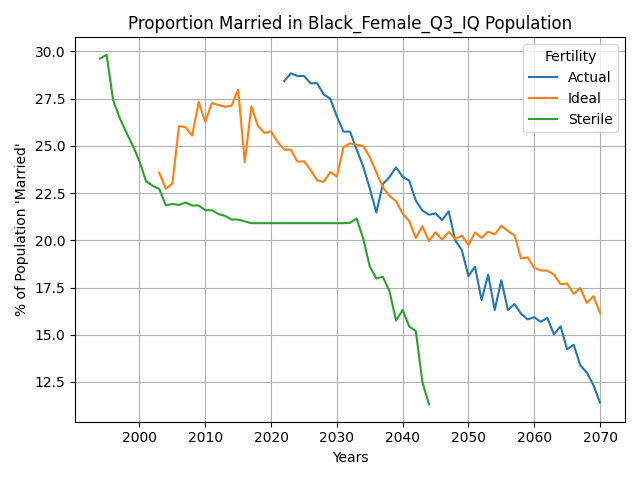 Proportion Married in Black_Female_Q3_IQ Population
% of Population 'Married'
30.0
27.5
25.0
22.5
20.0
17.5
15.0
12.5
Fertility
Actual
Ideal
Sterile
2000 2010 2020 2030 2040 2050 2060 2070
Years